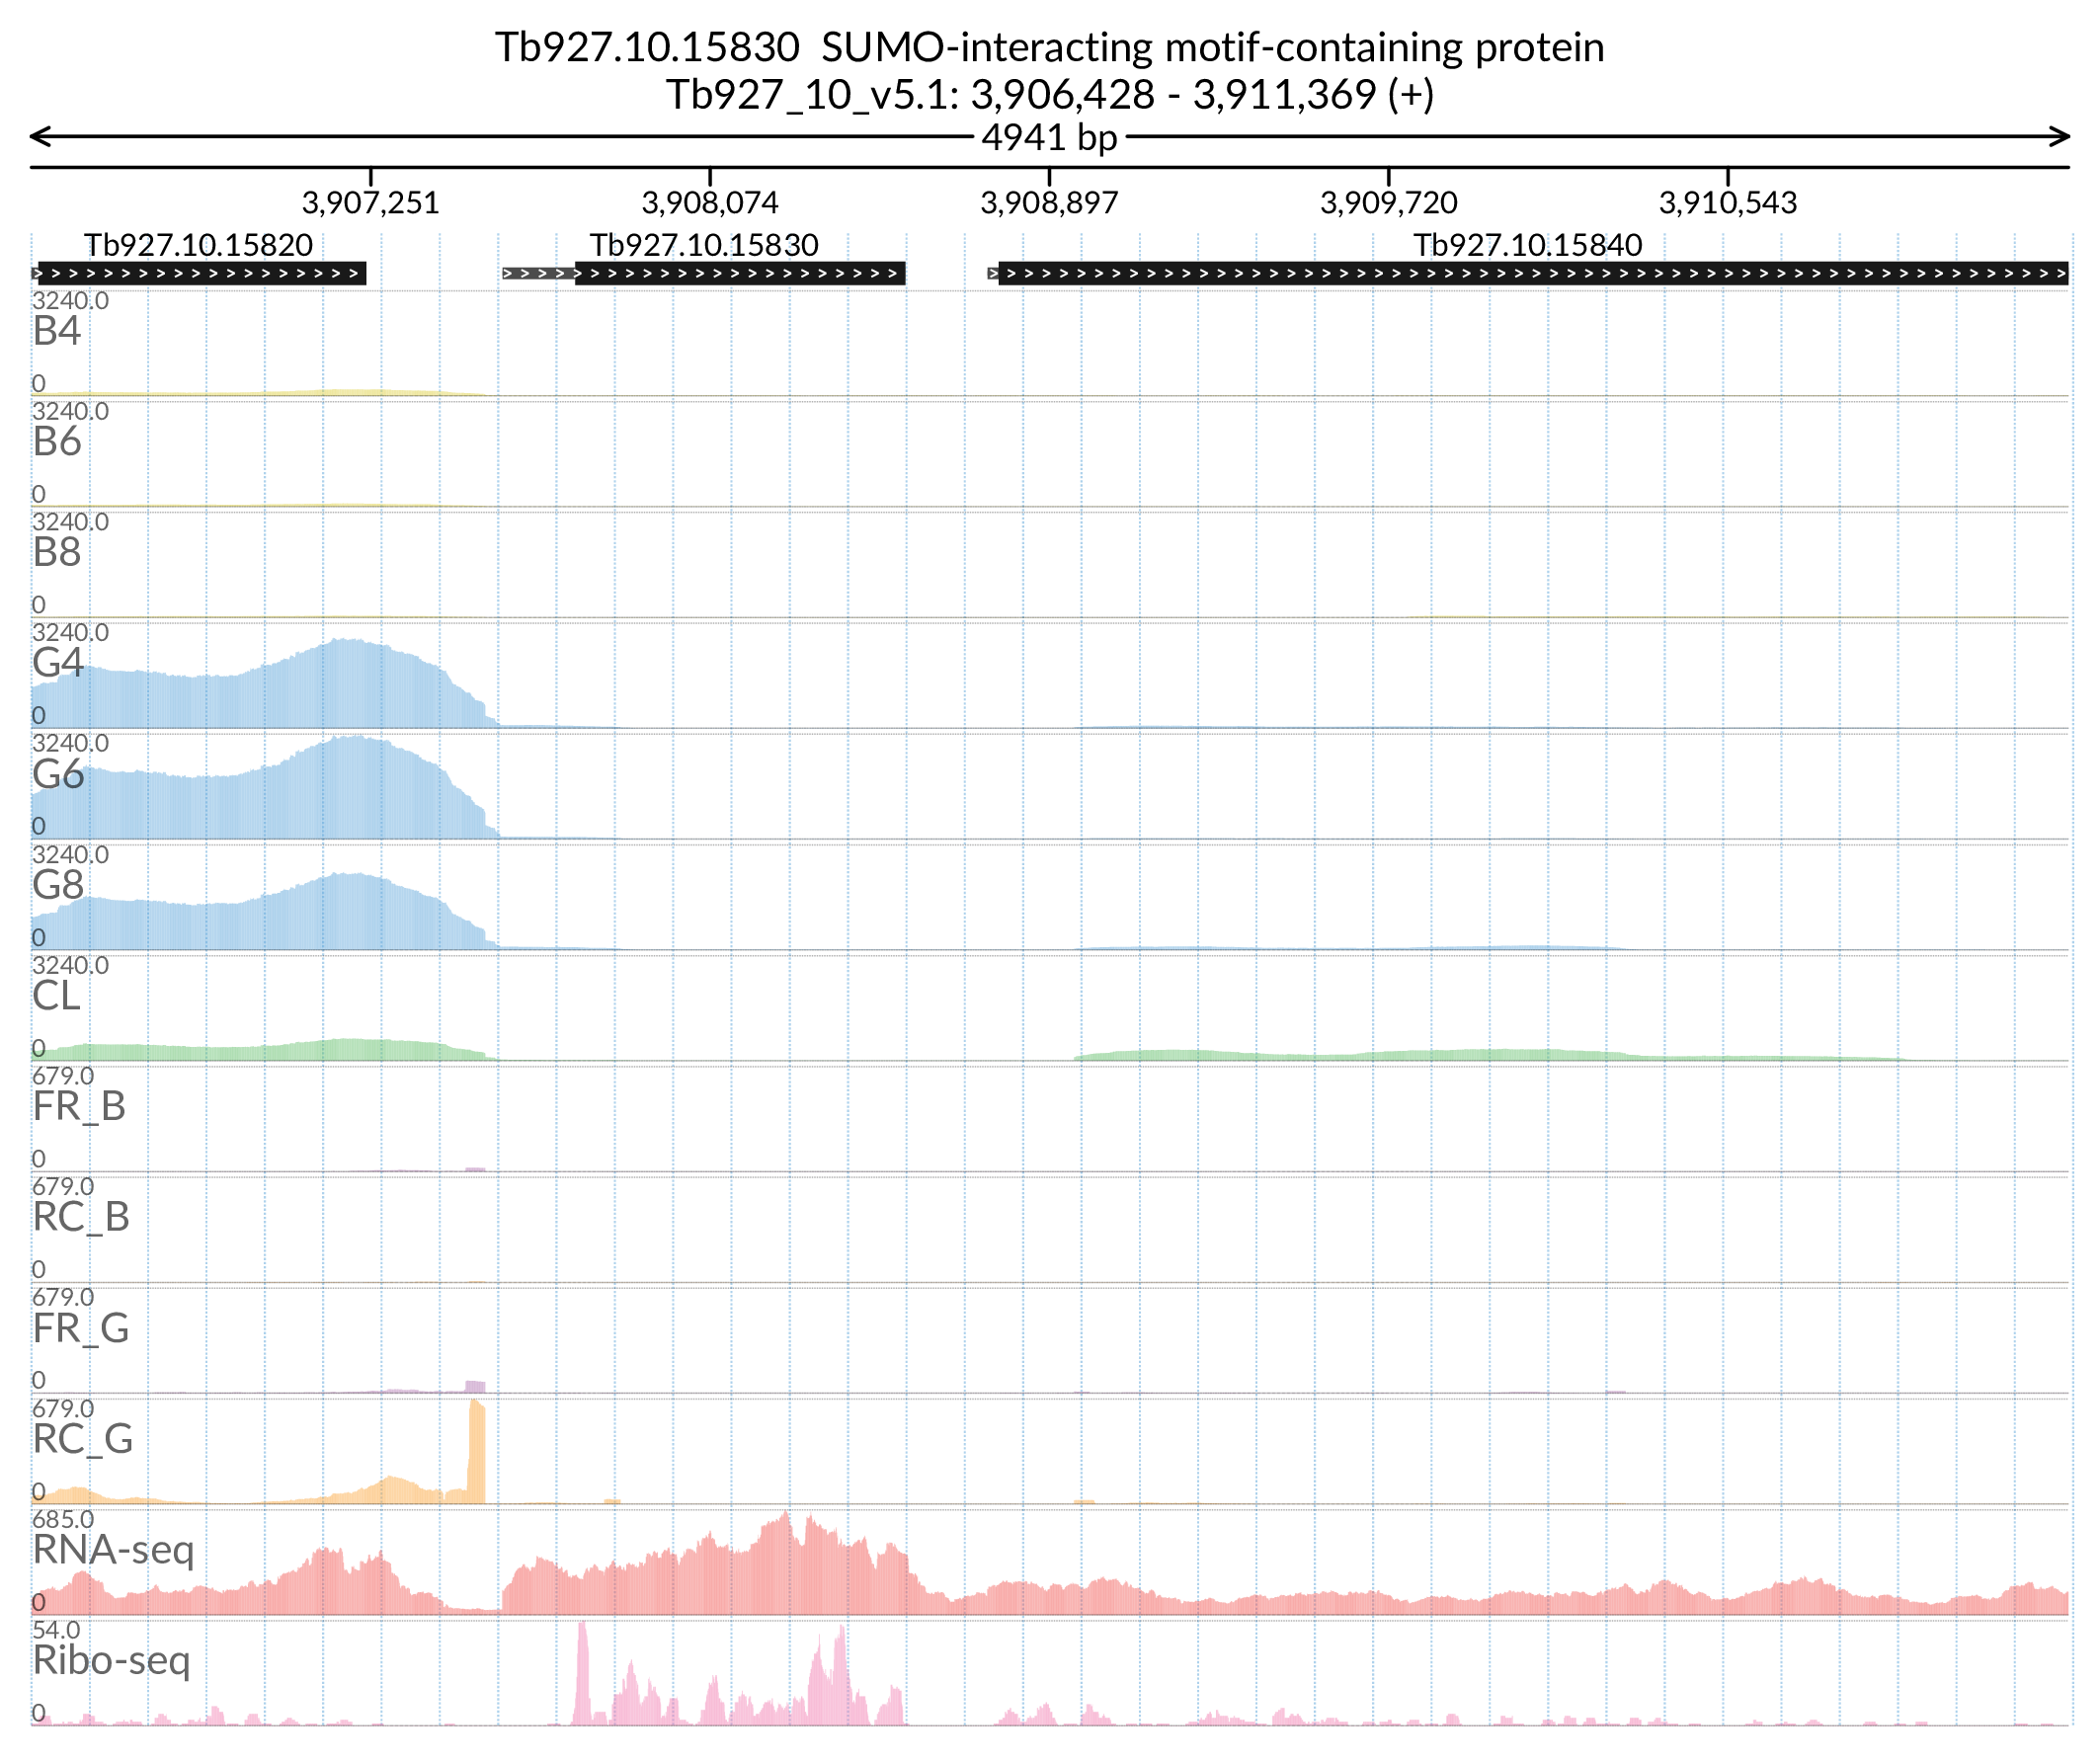 Tb927.10.15830 SUMO-interacting motif-containing protein
Tb927_10_v5.1: 3,906,428 - 3,911,369 (+)
4941 bp
3,907,251 3,908,074 3,908,897 3,909,720 3,910,543
Tb927.10.15820 Tb927.10.15830 Tb927.10.15840
3240.0
B4
0
3240.0
B6
0
3240.0
B8
0
3240.0
G4
0
3240.0
G6
0
3240.0
G8
0
3240.0
CL
0
679.0
FR_B
0
679.0
RC_B
0
679.0
FR_G
0
679.0
RC_G
0
685.0
RNA-seq
0
54.0
Ribo-seq
0